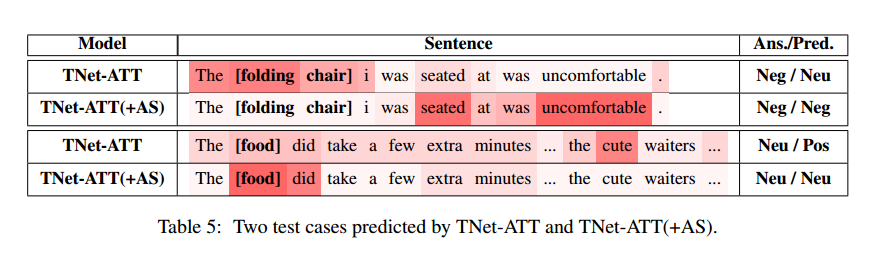 Model Sentence Ans./Pred.
TNet-ATT The [folding chair] i was seated at was uncomfortable . Neg / Neu
TNet-ATT(+AS) The [folding chair] i was seated at was uncomfortable . Neg / Neg
TNet-ATT The [food] did take a few extra minutes ... the cute waiters ... Neu / Pos
TNet-ATT(+AS) The [food] did take a few extra minutes ... the cute waiters ... Neu / Neu
Table 5: Two test cases predicted by TNet-ATT and TNet-ATT(+AS).